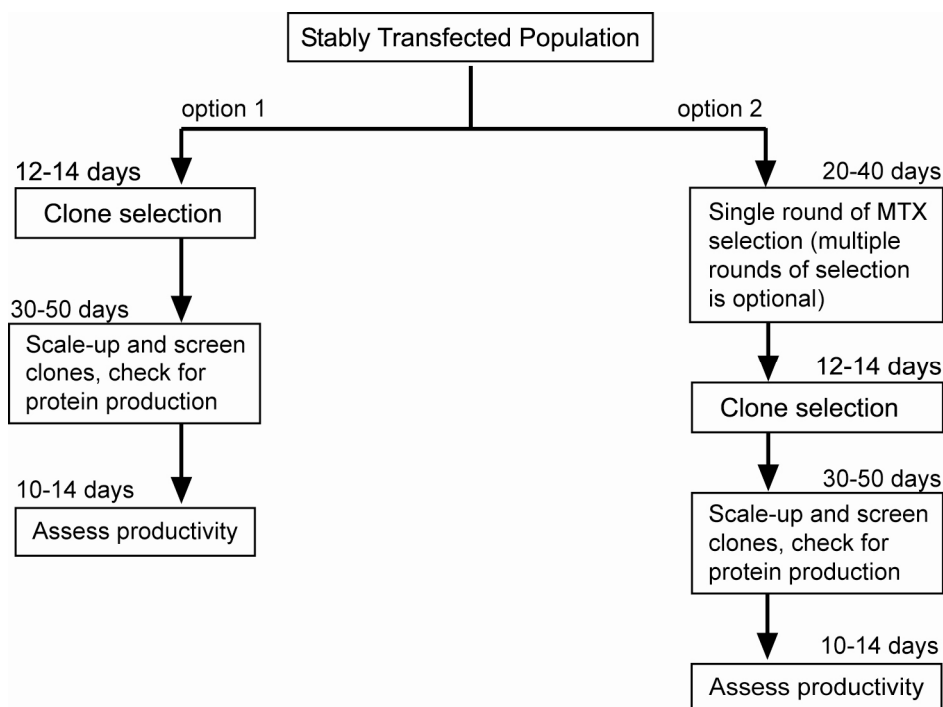 Stably Transfected Population
option 1
12-14 days
Clone selection
30-50 days
Scale-up and screen
clones, check for
protein production
10-14 days
Assess productivity
option 2
20-40 days
Single round of MTX
selection (multiple
rounds of selection
is optional)
12-14 days
Clone selection
30-50 days
Scale-up and screen
clones, check for
protein production
10-14 days
Assess productivity